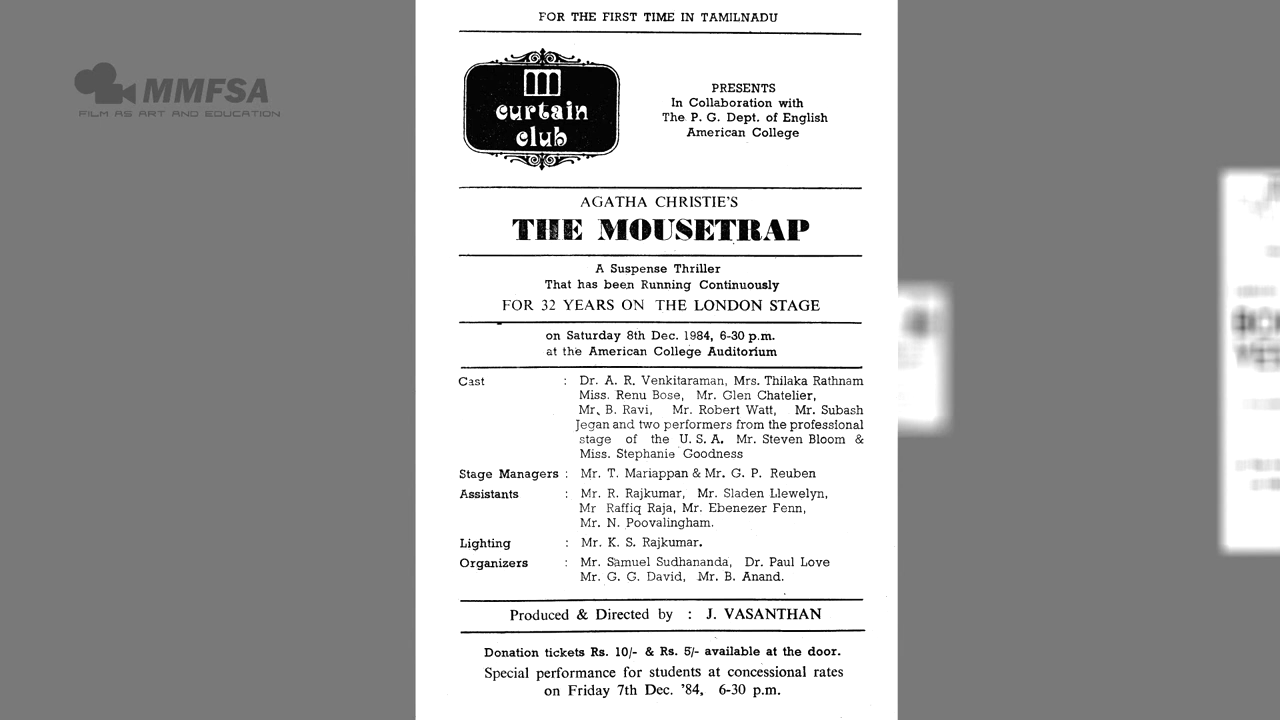 FOR THE FIRST TIME IN TAMILNADU
MMFSA
FILM AS ART AND EDUCATION
curtain
club
PRESENTS
In Collaboration with
The P. G. Dept. of English
American College
AGATHA CHRISTIE'S
THE MOUSETRAP
A Suspense Thriller
That has been Running Continuously
FOR 32 YEARS ON THE LONDON STAGE
on Saturday 8th Dec. 1984, 6-30 p.m.
at the American College Auditorium
Cast : Dr. A. R. Venkitaraman, Mrs. Thilaka Rathnam
Miss. Renu Bose, Mr. Glen Chatelier,
Mr. B. Ravi, Mr. Robert Watt, Mr. Subash
Jegan and two performers from the professional
stage of the U. S. A. Mr. Steven Bloom &
Miss. Stephanie Goodness
Stage Managers : Mr. T. Mariappan & Mr. G. P. Reuben
Assistants : Mr. R. Rajkumar, Mr. Sladen Llewelyn,
Mr Raffiq Raja, Mr. Ebenezer Fenn,
Mr. N. Poovalingham.
Lighting : Mr. K. S. Rajkumar.
Organizers : Mr. Samuel Sudhananda, Dr. Paul Love
Mr. G. G. David, Mr. B. Anand.
Produced & Directed by : J. VASANTHAN
Donation tickets Rs. 10/- & Rs. 5/- available at the door.
Special performance for students at concessional rates
on Friday 7th Dec. '84, 6-30 p.m.